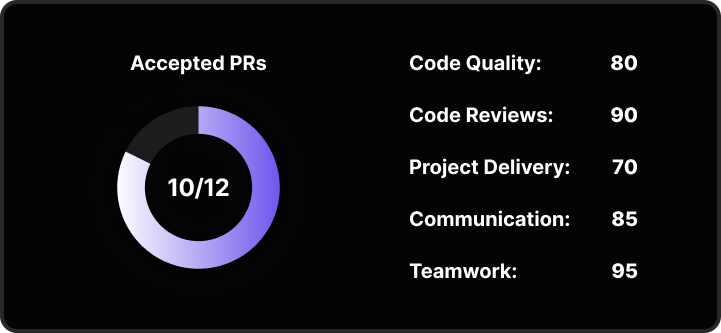 Accepted PRs
10/12
Code Quality: 80
Code Reviews: 90
Project Delivery: 70
Communication: 85
Teamwork: 95